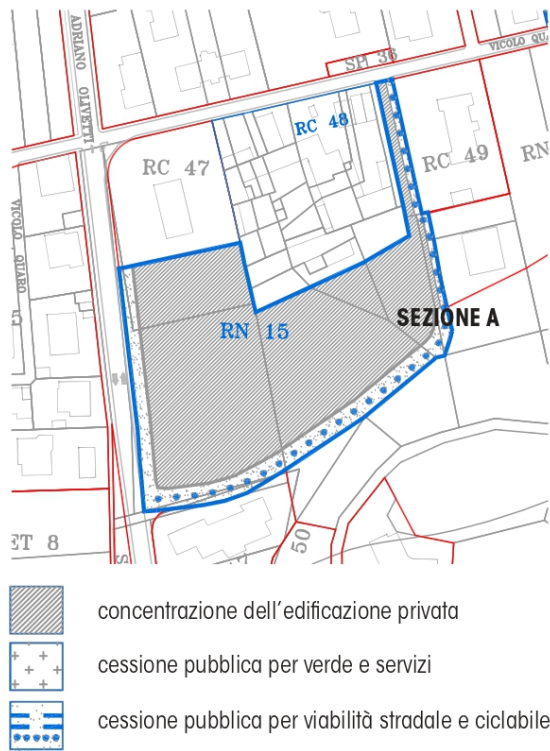 ADRIANO OLIVETTI
SP 36
VICOLO QUA
RC 48
RC 47
RC 49
RN
VICOLO QUARO
SEZIONE A
RN 15
ET 8
50
S
concentrazione dell'edificazione privata
cessione pubblica per verde e servizi
cessione pubblica per viabilità stradale e ciclabile